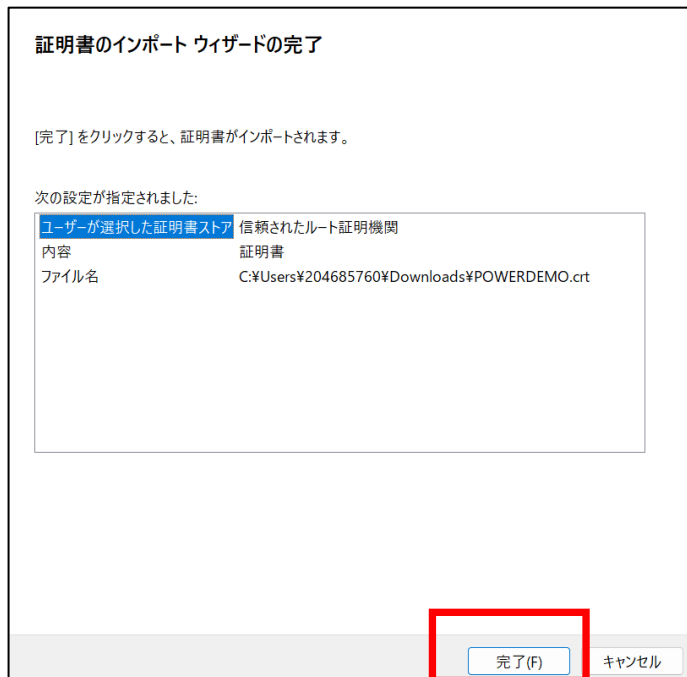 証明書のインポート ウィザードの完了
[完了] をクリックすると、証明書がインポートされます。
次の設定が指定されました:
ユーザーが選択した証明書ストア 信頼されたルート証明機関
内容 証明書
ファイル名 C:¥Users¥204685760¥Downloads¥POWERDEMO.crt
完了(F) キャンセル